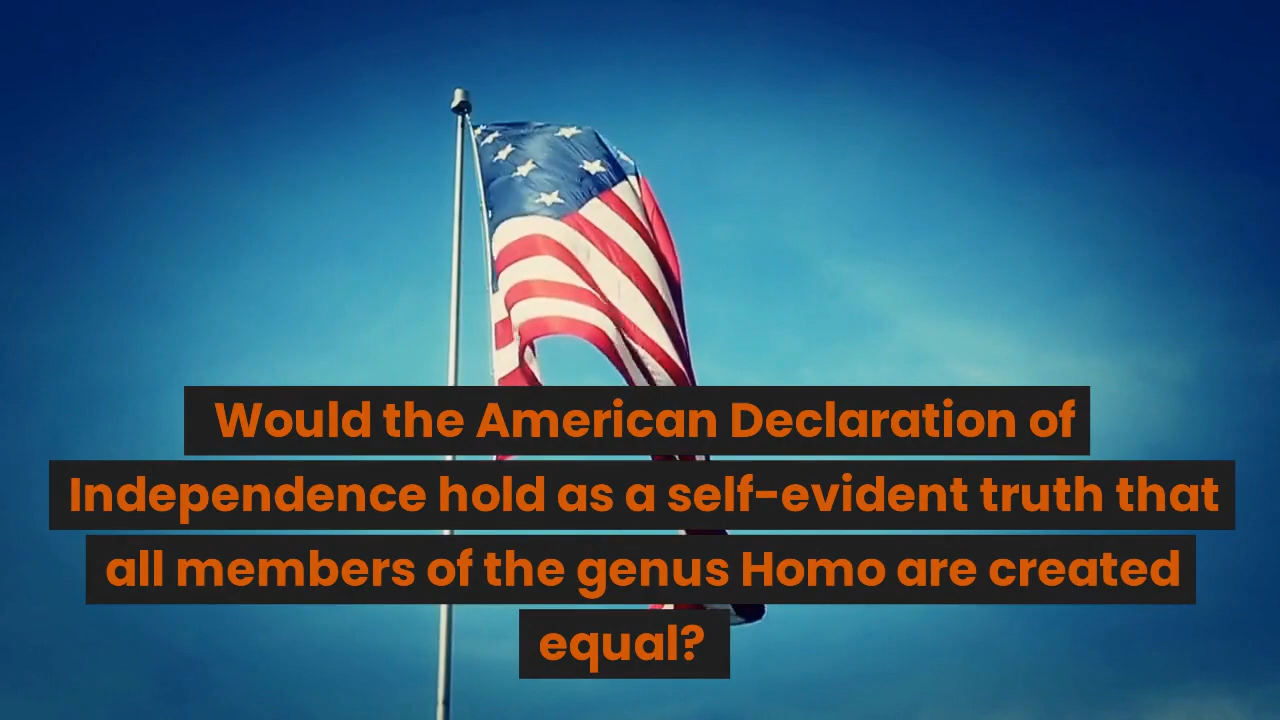 Would the American Declaration of
Independence hold as a self-evident truth that
all members of the genus Homo are created
equal?